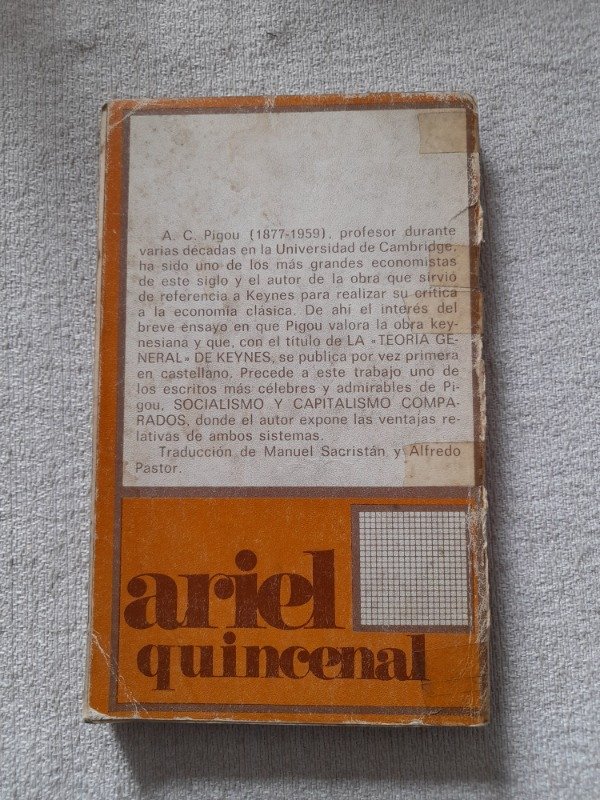 A. C. Pigou (1877-1959), profesor durante
varias décadas en la Universidad de Cambridge,
ha sido uno de los más grandes economistas
de este siglo y el autor de la obra que sirvió
de referencia a Keynes para realizar su crítica
a la economía clásica. De ahí el interés del
breve ensayo en que Pigou valora la obra key-
nesiana y que, con el título de LA «TEORIA GE-
NERAL» DE KEYNES, se publica por vez primera
en castellano. Precede a este trabajo uno de
los escritos más célebres y admirables de Pi-
gou, SOCIALISMO Y CAPITALISMO COMPA-
RADOS, donde el autor expone las ventajas re-
lativas de ambos sistemas.
Traducción de Manuel Sacristán y Alfredo
Pastor.
ariel
quincenal